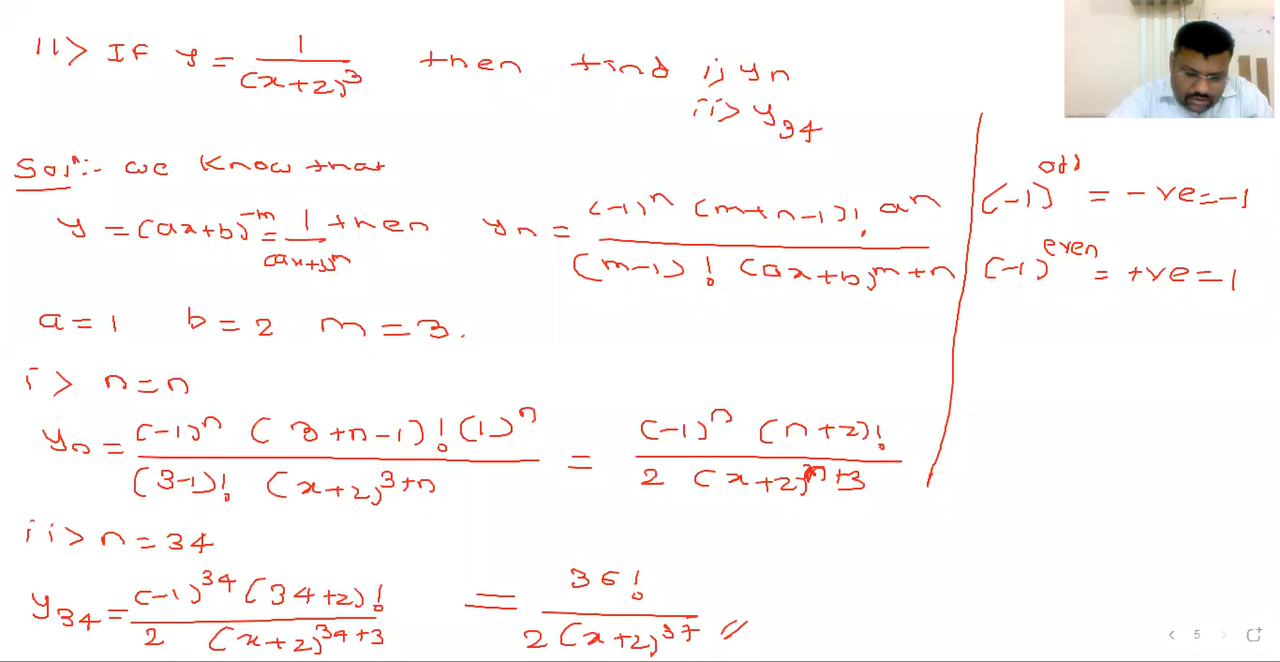 11> IF y = 1/(x+2)^3 then find i> yn
ii> y34
Solⁿ:- we know that
y = (ax+b)^-m = 1/(ax+b)^m then yn = (-1)^n (m+n-1)! a^n / (m-1)! (ax+b)^m+n
a = 1 b = 2 m = 3.
i> n = n
yn = (-1)^n (3+n-1)! (1)^n / (3-1)! (x+2)^3+n = (-1)^n (n+2)! / 2 (x+2)^n+3
ii> n = 34
y34 = (-1)^34 (34+2)! / 2 (x+2)^34+3 = 36! / 2(x+2)^37 //
(-1)^odd = -ve = -1
(-1)^even = +ve = 1
5